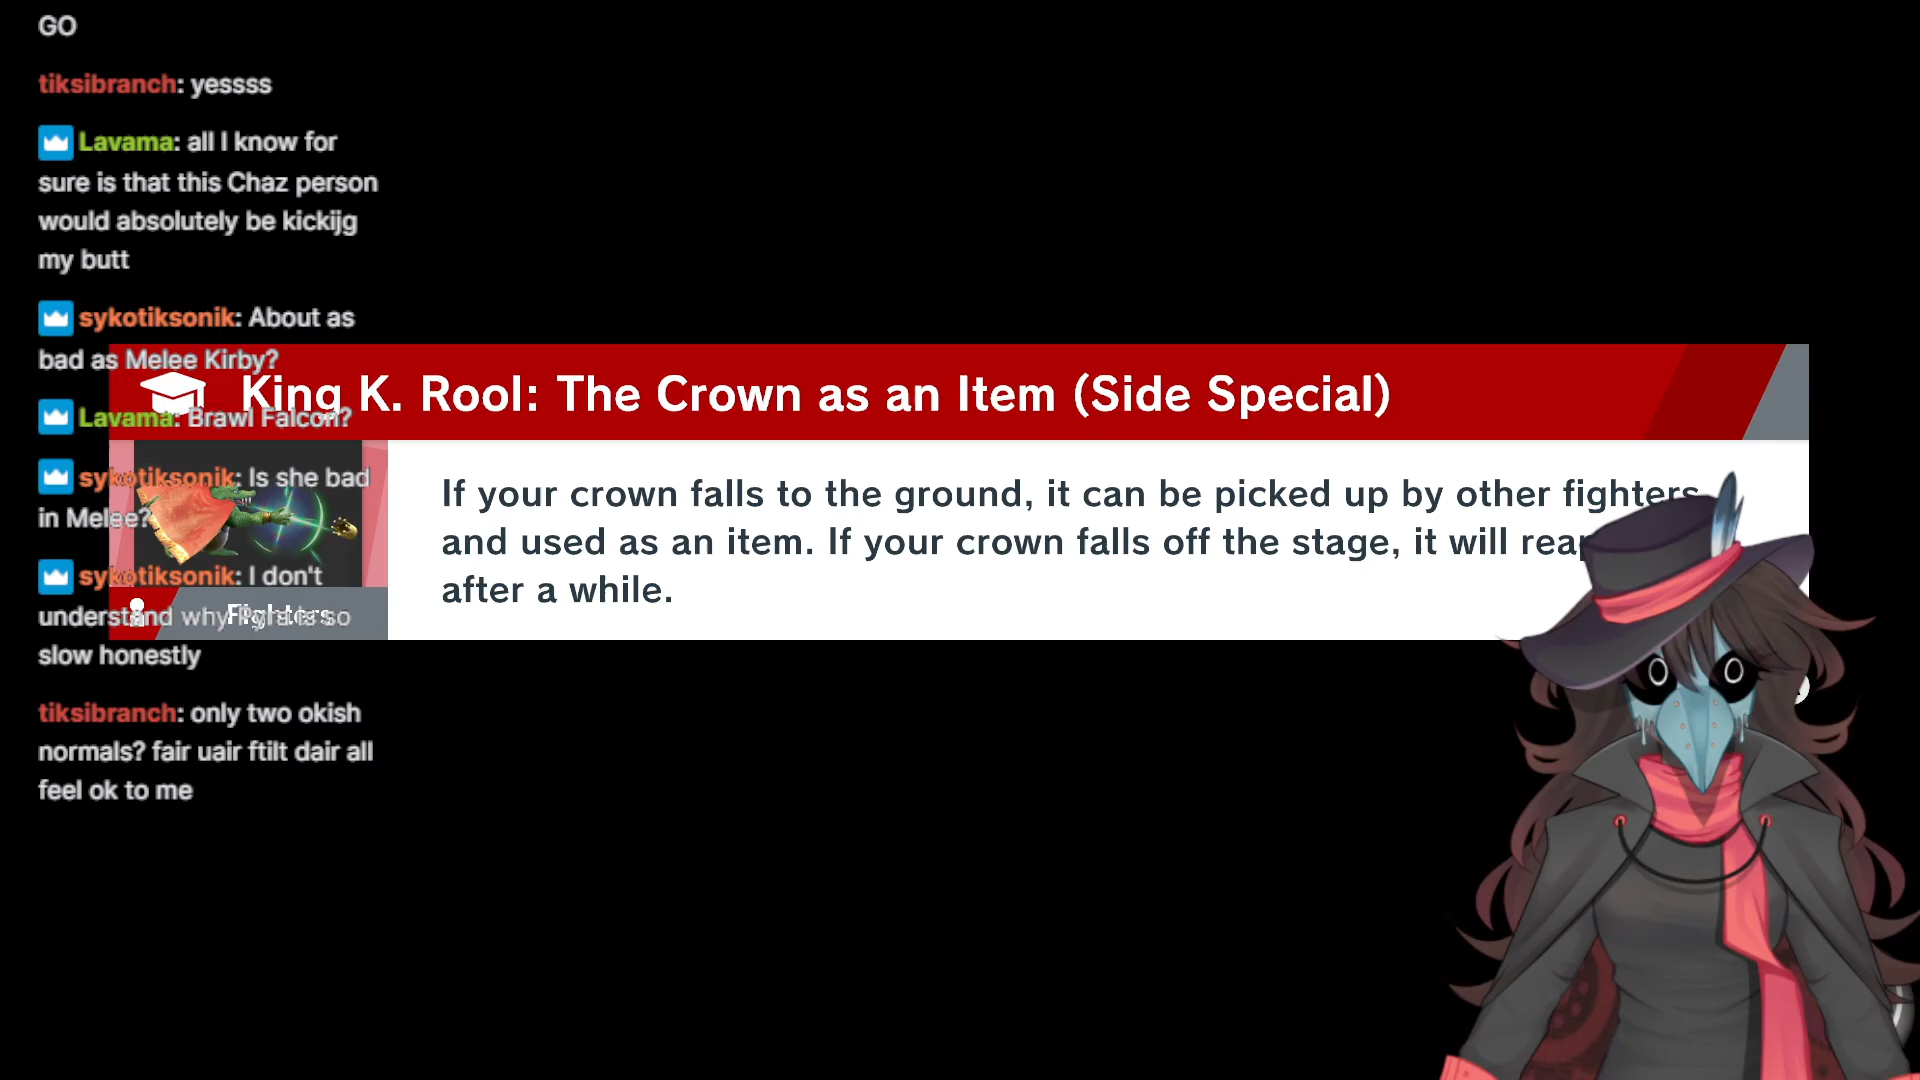 GO
tiksibranch: yessss
Lavama: all I know for
sure is that this Chaz person
would absolutely be kickijg
my butt
sykotiksonik: About as
bad as Melee Kirby?
Lavama: Brawl Falcon?
sykotiksonik: Is she bad
in Melee?
sykotiksonik: I don't
understand why Pyra is so
slow honestly
tiksibranch: only two okish
normals? fair uair ftilt dair all
feel ok to me
King K. Rool: The Crown as an Item (Side Special)
If your crown falls to the ground, it can be picked up by other fighters
and used as an item. If your crown falls off the stage, it will
after a while.
Fighters